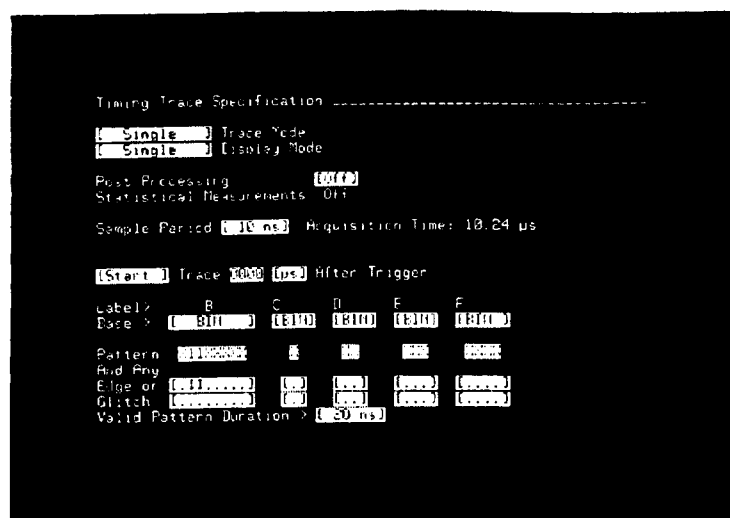 Timing Trace Specification
[ Single ] Trace Mode
[ Single ] Display Mode
Post Processing [Off]
Statistical Measurements Off
Sample Period [ 10 ns] Acquisition Time: 10.24 µs
[Start ] Trace [µs] After Trigger
Label> B C D E F
Base > [ BIN ] [BIN] [BIN] [BIN] [BIN ]
Pattern
And Any
Edge or [.] [..] [...] [....]
Glitch [........] [.] [..] [...] [....]
Valid Pattern Duration > [ ns]